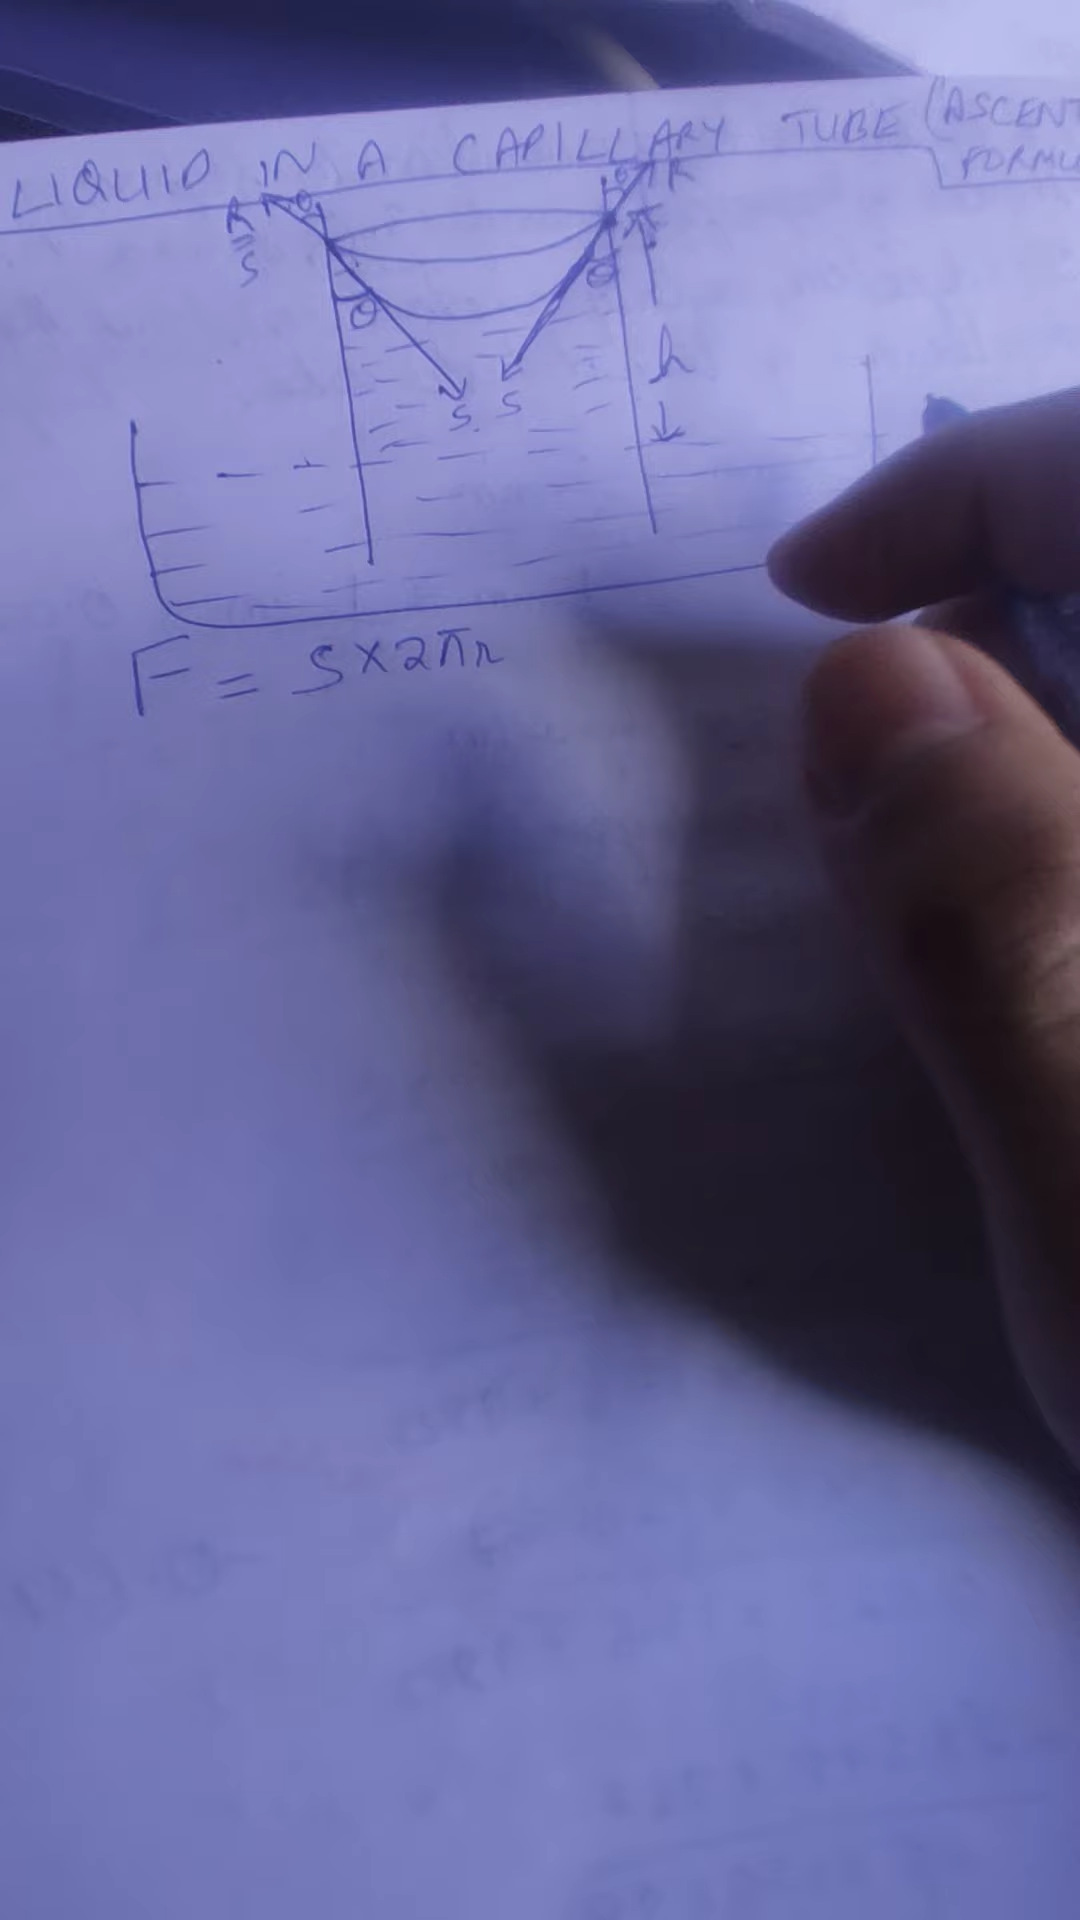 LIQUID IN A CAPILLARY TUBE (ASCENT
FORMU
θ θ R
R
S
θ θ
h
S S
F = S×2πr